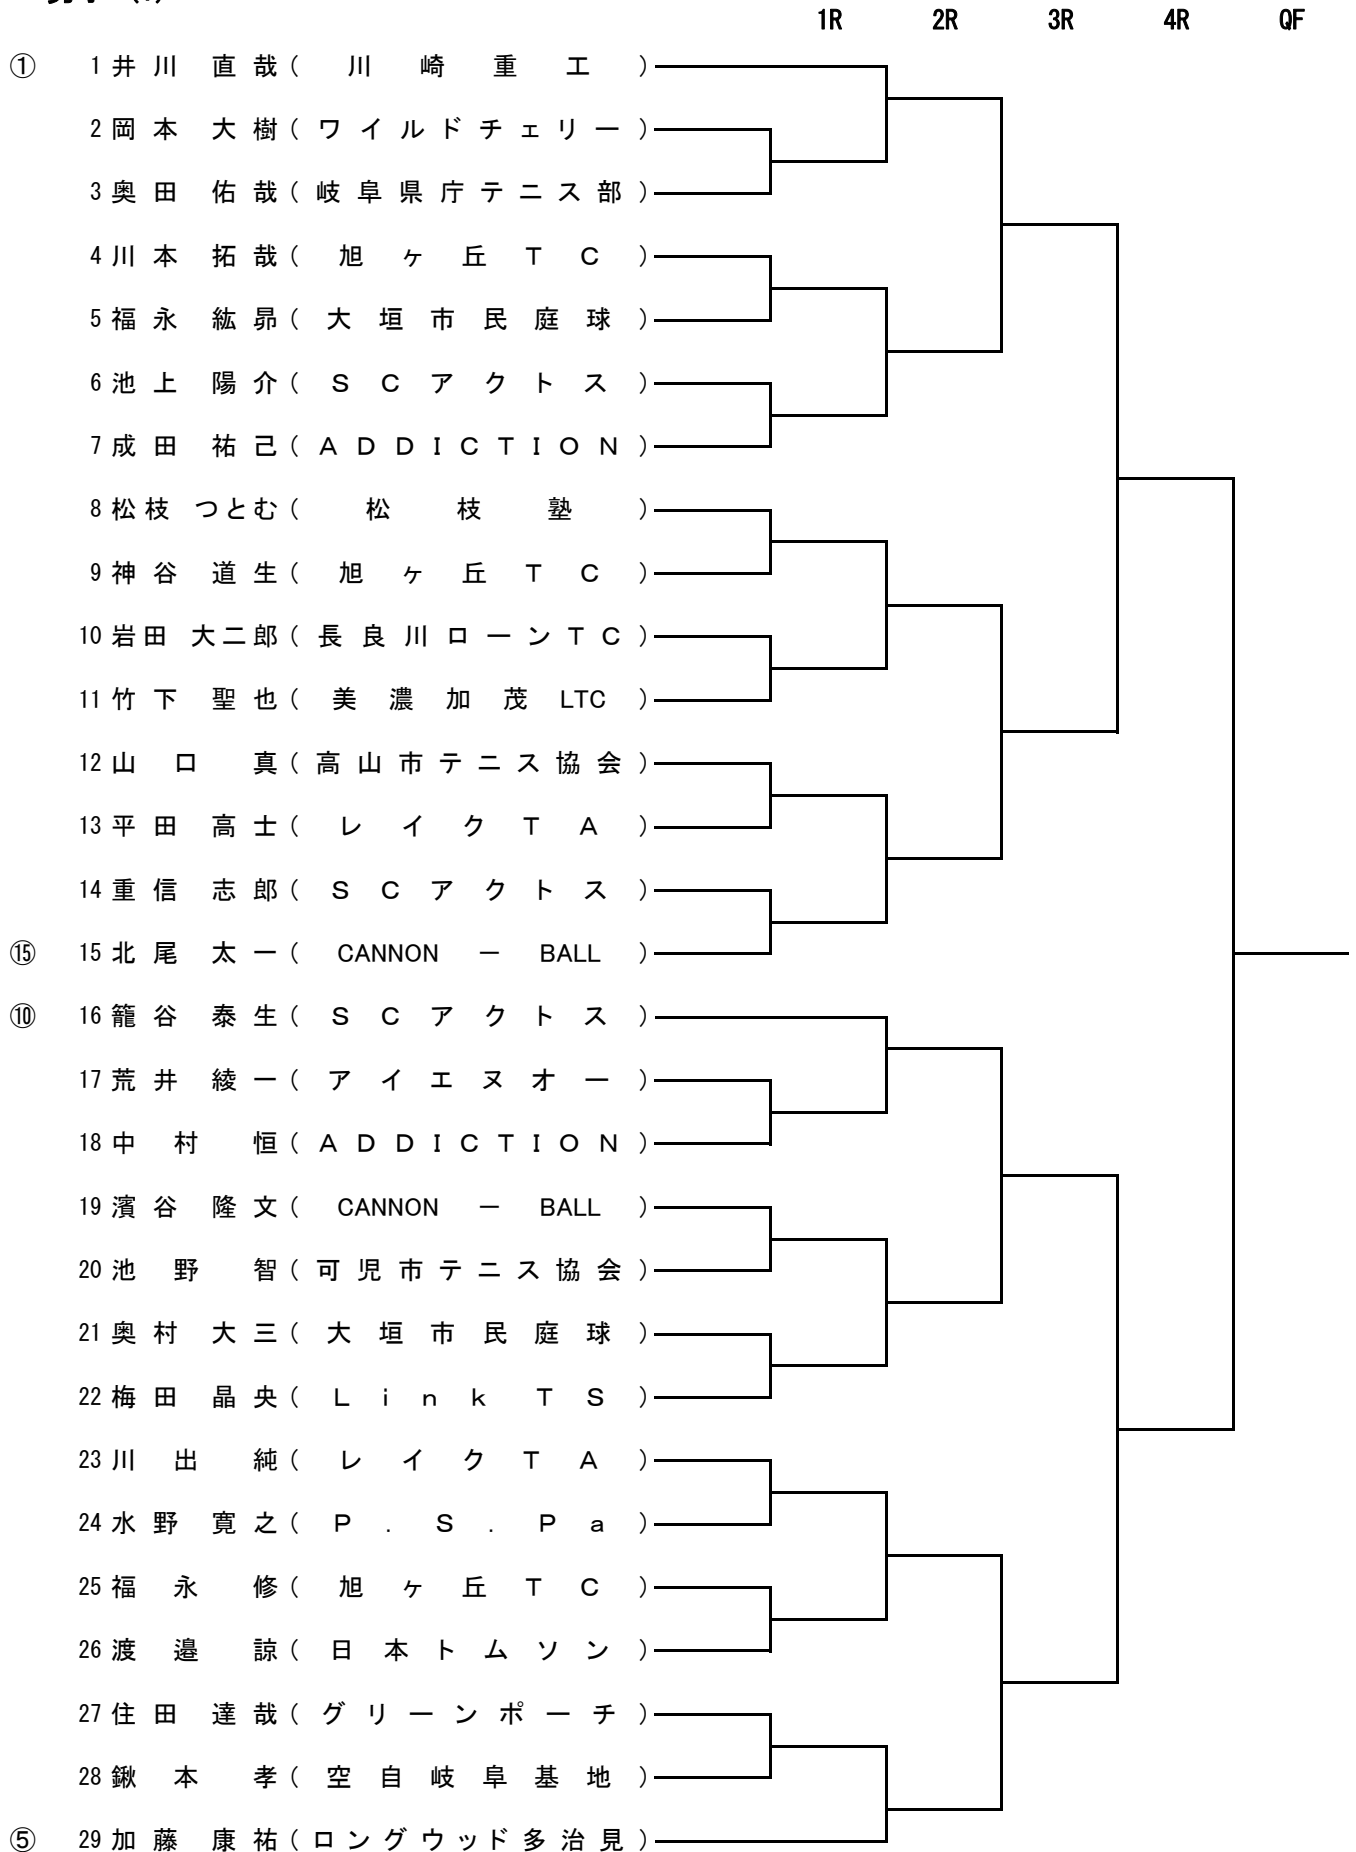 1R 2R 3R 4R QF
① 1 井川 直哉 ( 川崎重工 )
2 岡本 大樹 ( ワイルドチェリー )
3 奥田 佑哉 ( 岐阜県庁テニス部 )
4 川本 拓哉 ( 旭ヶ丘TC )
5 福永 紘昴 ( 大垣市民庭球 )
6 池上 陽介 ( SCアクトス )
7 成田 祐己 ( ADDICTION )
8 松枝 つとむ ( 松枝塾 )
9 神谷 道生 ( 旭ヶ丘TC )
10 岩田 大二郎 ( 長良川ローンTC )
11 竹下 聖也 ( 美濃加茂 LTC )
12 山口 真 ( 高山市テニス協会 )
13 平田 高士 ( レイクTA )
14 重信 志郎 ( SCアクトス )
⑮ 15 北尾 太一 ( CANNON － BALL )
⑩ 16 籠谷 泰生 ( SCアクトス )
17 荒井 綾一 ( アイエヌオー )
18 中村 恒 ( ADDICTION )
19 濱谷 隆文 ( CANNON － BALL )
20 池野 智 ( 可児市テニス協会 )
21 奥村 大三 ( 大垣市民庭球 )
22 梅田 晶央 ( Link TS )
23 川出 純 ( レイクTA )
24 水野 寛之 ( P.S.Pa )
25 福永 修 ( 旭ヶ丘TC )
26 渡邉 諒 ( 日本トムソン )
27 住田 達哉 ( グリーンポーチ )
28 鍬本 孝 ( 空自岐阜基地 )
⑤ 29 加藤 康祐 ( ロングウッド多治見 )